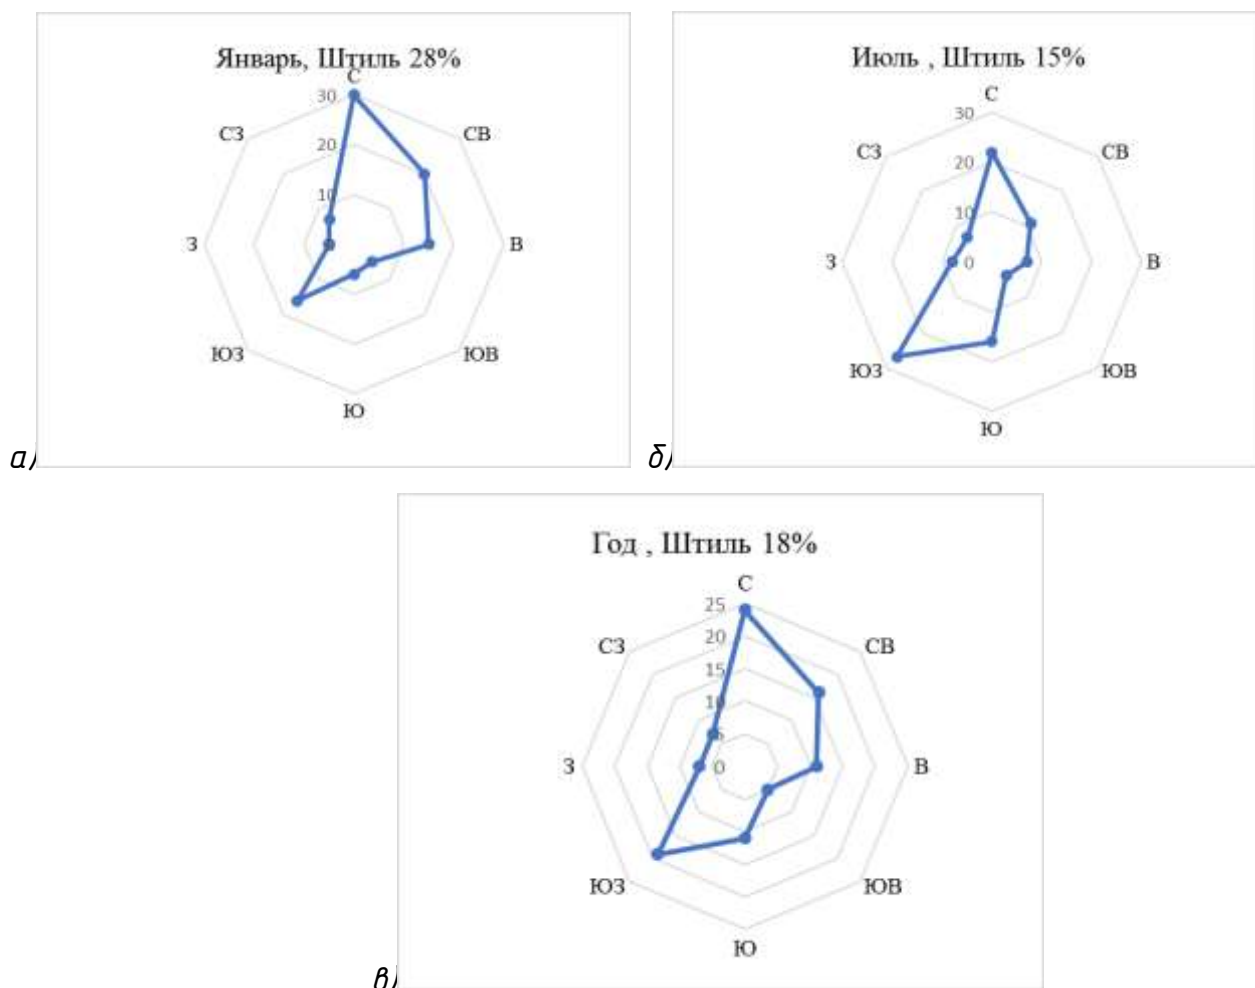 Январь, Штиль 28%
С
30
СЗ
СВ
20
10
З
В
ЮЗ
ЮВ
Ю
а)
Июль , Штиль 15%
С
30
СЗ
СВ
20
10
З
0
В
ЮЗ
ЮВ
Ю
б)
Год , Штиль 18%
С
25
20
СЗ
СВ
15
10
5
З
0
В
ЮЗ
ЮВ
Ю
в)